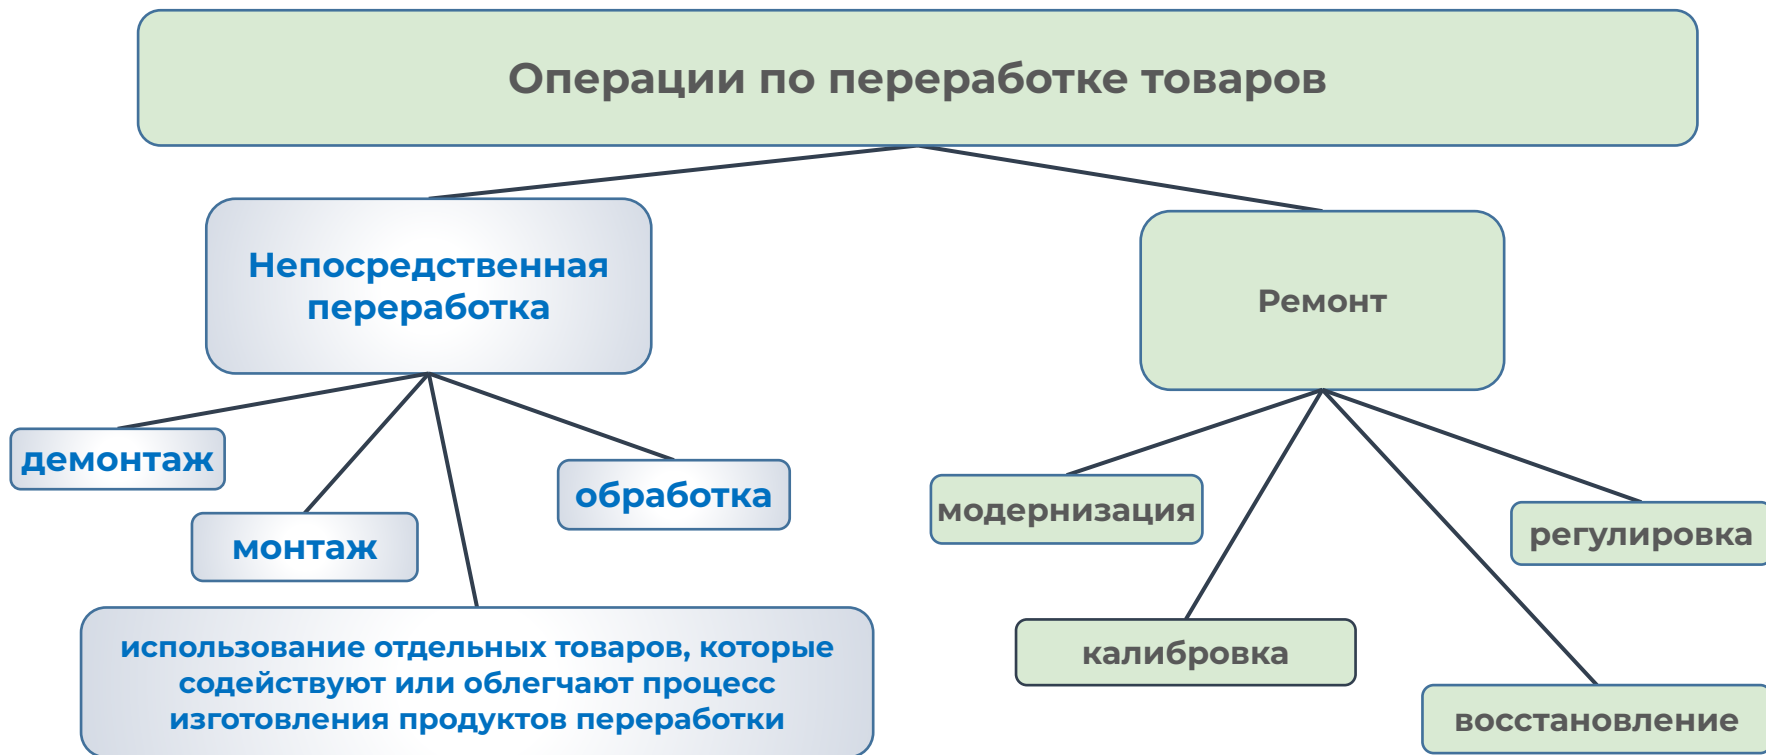 Операции по переработке товаров
Непосредственная
переработка
Ремонт
демонтаж
монтаж
обработка
использование отдельных товаров, которые
содействуют или облегчают процесс
изготовления продуктов переработки
модернизация
регулировка
калибровка
восстановление